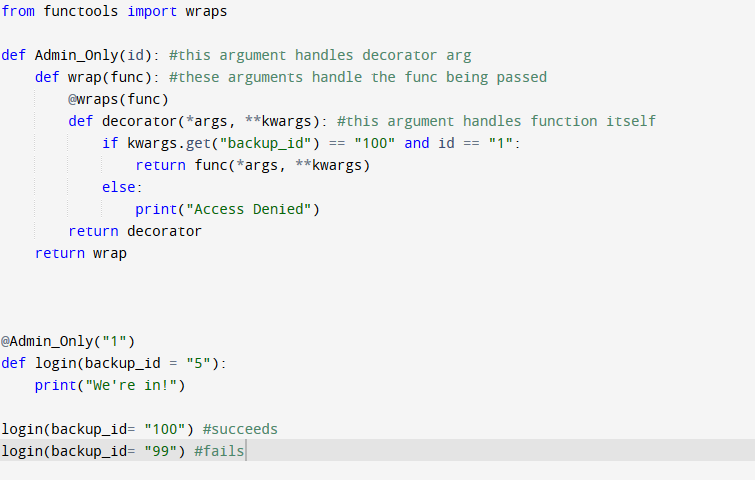 from functools import wraps
def Admin_Only(id): #this argument handles decorator arg
def wrap(func): #these arguments handle the func being passed
@wraps(func)
def decorator(*args, **kwargs): #this argument handles function itself
if kwargs.get("backup_id") == "100" and id == "1":
return func(*args, **kwargs)
else:
print("Access Denied")
return decorator
return wrap
@Admin_Only("1")
def login(backup_id = "5"):
print("We're in!")
login(backup_id= "100") #succeeds
login(backup_id= "99") #fails